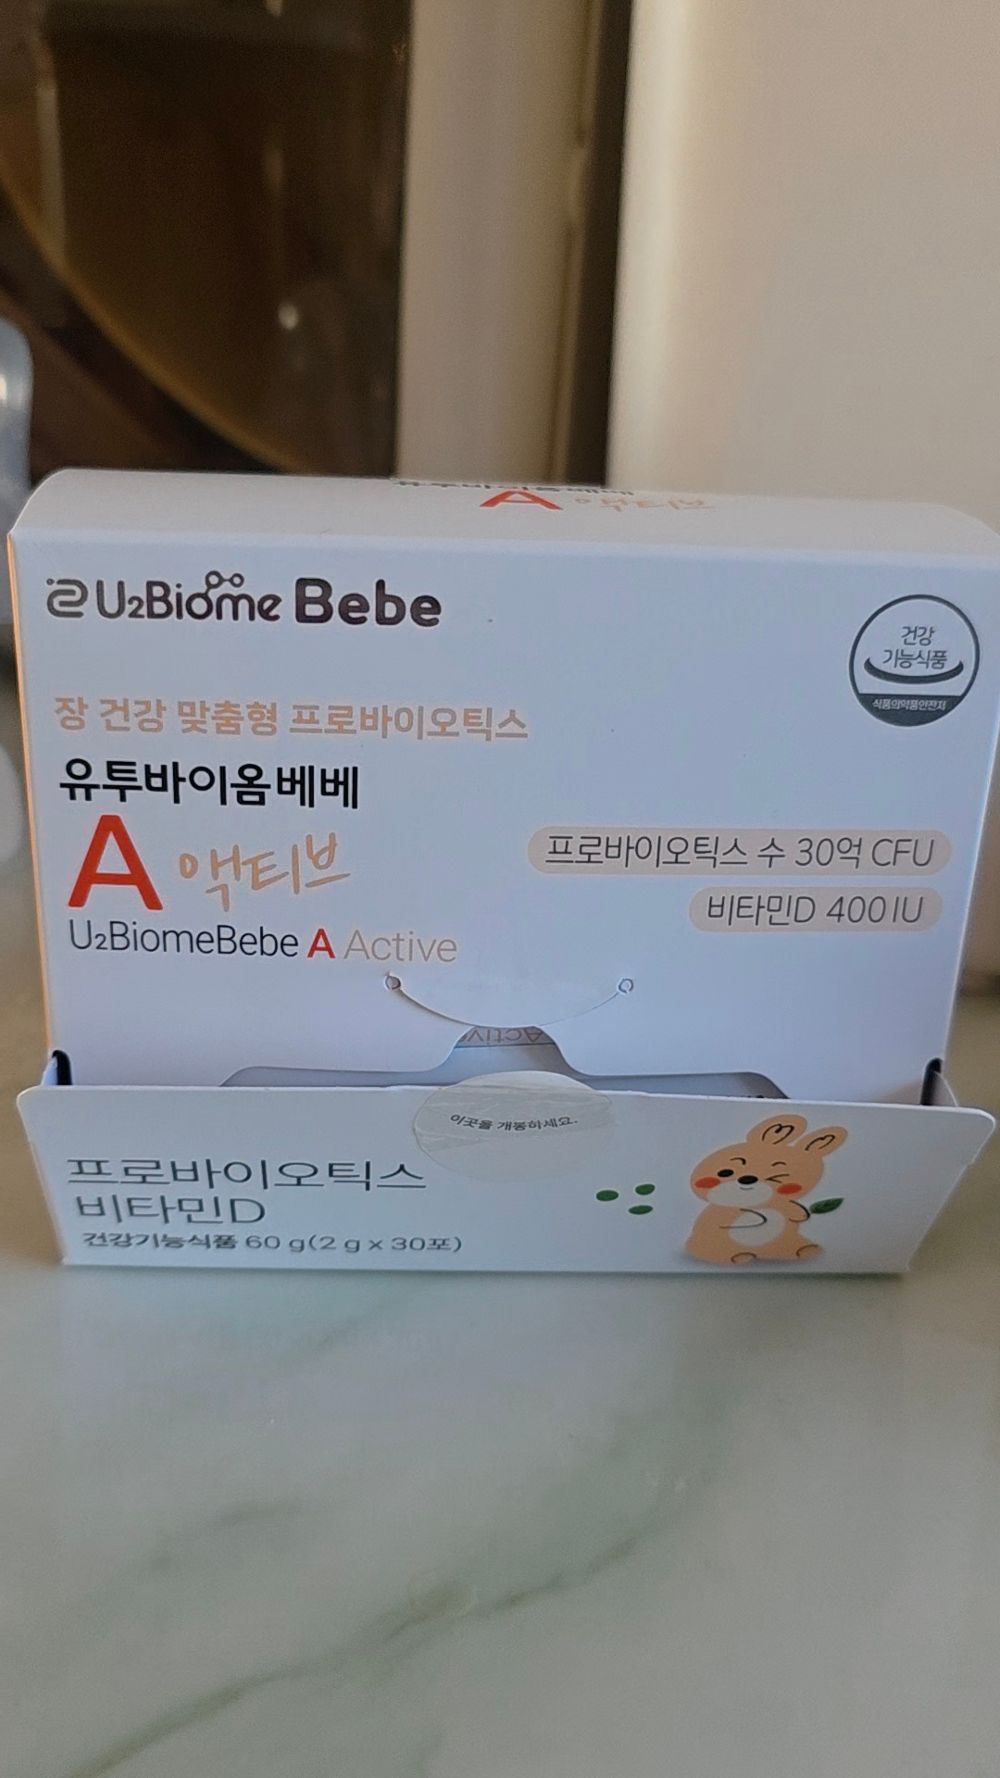 A 액티브
U₂Biome Bebe
건강
기능식품
식품의약품안전처
장 건강 맞춤형 프로바이오틱스
유투바이옴베베
A 액티브
프로바이오틱스 수 30억 CFU
비타민D 400 IU
U₂BiomeBebe A Active
이곳을 개봉하세요.
프로바이오틱스
비타민D
건강기능식품 60 g(2 g x 30포)